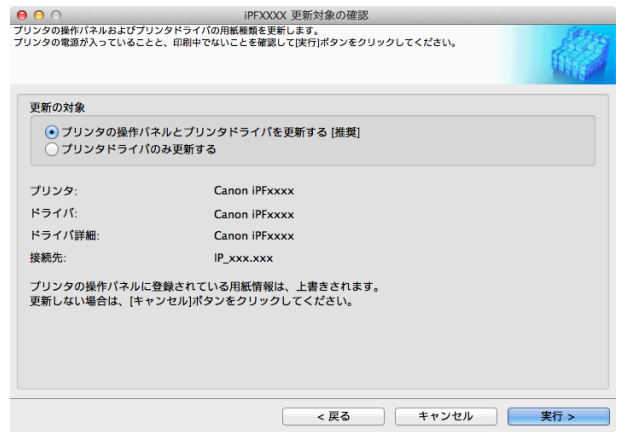 iPFXXXX 更新対象の確認
プリンタの操作パネルおよびプリンタドライバの用紙種類を更新します。
プリンタの電源が入っていることと、印刷中でないことを確認して[実行]ボタンをクリックしてください。
更新の対象
プリンタの操作パネルとプリンタドライバを更新する [推奨]
プリンタドライバのみ更新する
プリンタ: Canon iPFxxxx
ドライバ: Canon iPFxxxx
ドライバ詳細: Canon iPFxxxx
接続先: IP_xxx.xxx
プリンタの操作パネルに登録されている用紙情報は、上書きされます。
更新しない場合は、[キャンセル]ボタンをクリックしてください。
< 戻る キャンセル 実行 >